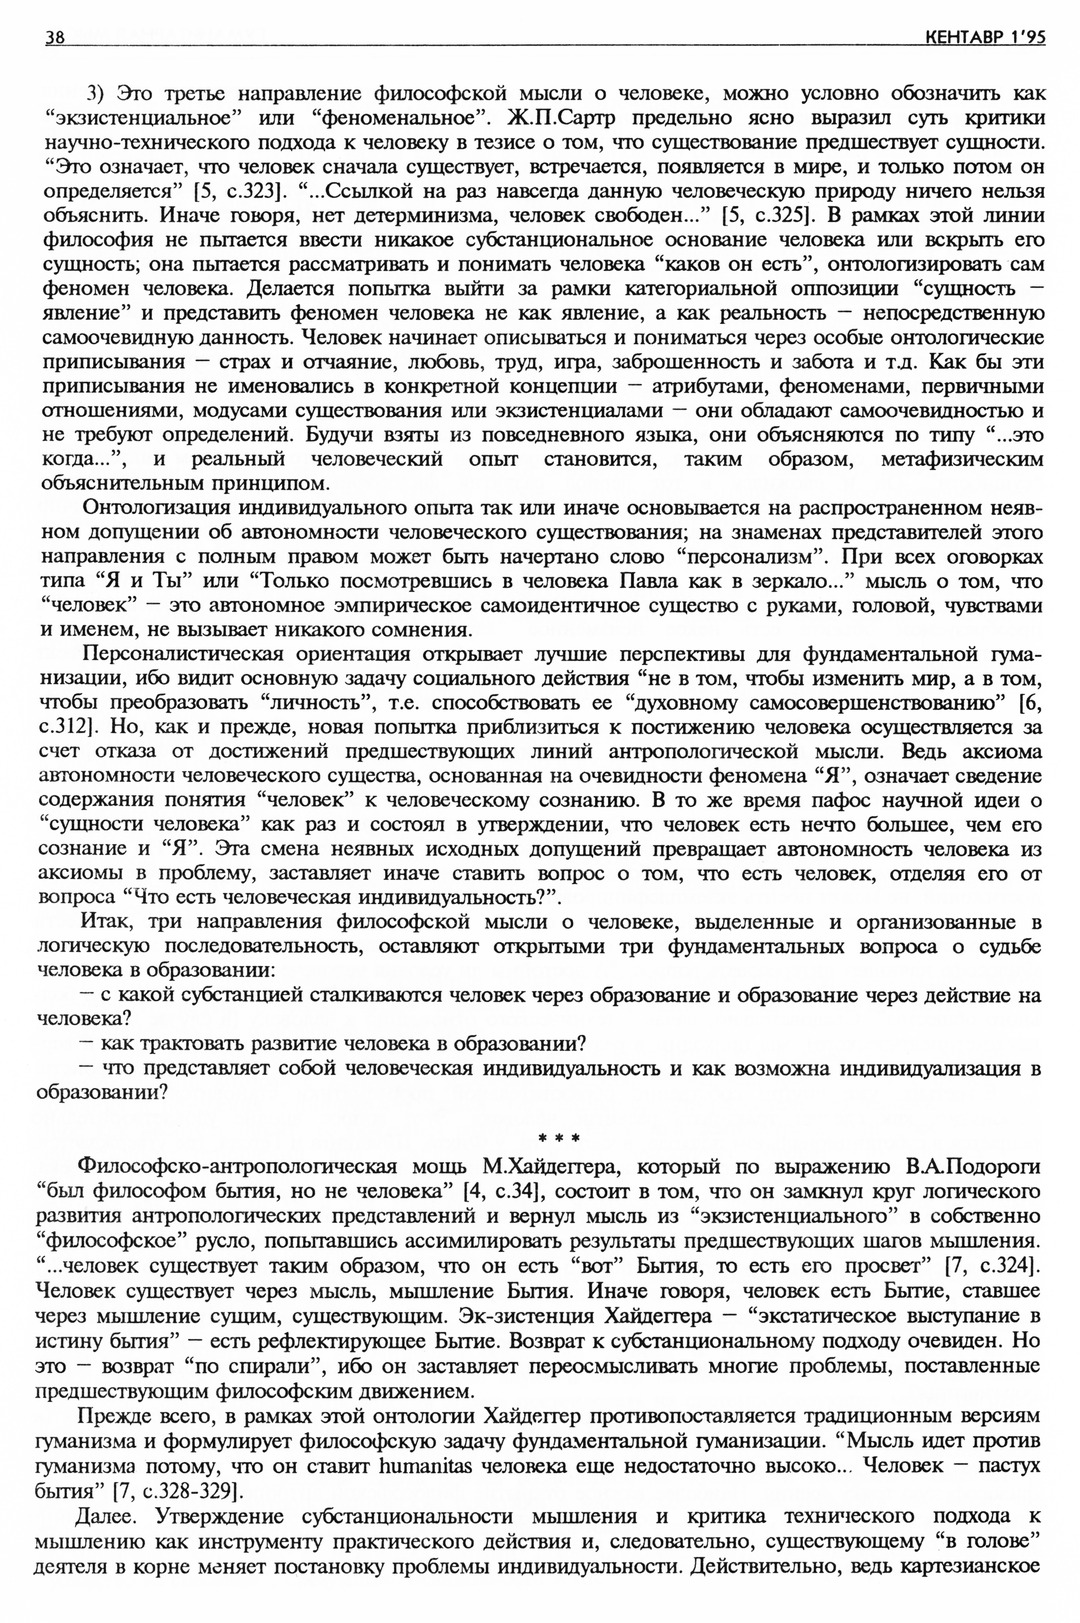 38 КЕНТАВР 1'95
3) Это третье направление философской мысли о человеке, можно условно обозначить как
“экзистенциальное” или “феноменальное”. Ж.П.Сартр предельно ясно выразил суть критики
научно-технического подхода к человеку в тезисе о том, что существование предшествует сущности.
“Это означает, что человек сначала существует, встречается, появляется в мире, и только потом он
определяется” [5, с.323]. “...Ссылкой на раз навсегда данную человеческую природу ничего нельзя
объяснить. Иначе говоря, нет детерминизма, человек свободен...” [5, с.325]. В рамках этой линии
философия не пытается ввести никакое субстанциональное основание человека или вскрыть его
сущность; она пытается рассматривать и понимать человека “каков он есть”, онтологизировать сам
феномен человека. Делается попытка выйти за рамки категориальной оппозиции “сущность —
явление” и представить феномен человека не как явление, а как реальность — непосредственную
самоочевидную данность. Человек начинает описываться и пониматься через особые онтологические
приписывания — страх и отчаяние, любовь, труд, игра, заброшенность и забота и т.д. Как бы эти
приписывания не именовались в конкретной концепции — атрибутами, феноменами, первичными
отношениями, модусами существования или экзистенциалами — они обладают самоочевидностью и
не требуют определений. Будучи взяты из повседневного языка, они объясняются по типу “...это
когда...”, и реальный человеческий опыт становится, таким образом, метафизическим
объяснительным принципом.
Онтологизация индивидуального опыта так или иначе основывается на распространенном неяв-
ном допущении об автономности человеческого существования; на знаменах представителей этого
направления с полным правом может быть начертано слово “персонализм”. При всех оговорках
типа “Я и Ты” или “Только посмотревшись в человека Павла как в зеркало...” мысль о том, что
“человек” — это автономное эмпирическое самоидентичное существо с руками, головой, чувствами
и именем, не вызывает никакого сомнения.
Персоналистическая ориентация открывает лучшие перспективы для фундаментальной гума-
низации, ибо видит основную задачу социального действия “не в том, чтобы изменить мир, а в том,
чтобы преобразовать “личность”, т.е. способствовать ее “духовному самосовершенствованию” [6,
с.312]. Но, как и прежде, новая попытка приблизиться к постижению человека осуществляется за
счет отказа от достижений предшествующих линий антропологической мысли. Ведь аксиома
автономности человеческого существа, основанная на очевидности феномена “Я”, означает сведение
содержания понятия “человек” к человеческому сознанию. В то же время пафос научной идеи о
“сущности человека” как раз и состоял в утверждении, что человек есть нечто большее, чем его
сознание и “Я”. Эта смена неявных исходных допущений превращает автономность человека из
аксиомы в проблему, заставляет иначе ставить вопрос о том, что есть человек, отделяя его от
вопроса “Что есть человеческая индивидуальность?”.
Итак, три направления философской мысли о человеке, выделенные и организованные в
логическую последовательность, оставляют открытыми три фундаментальных вопроса о судьбе
человека в образовании:
— с какой субстанцией сталкиваются человек через образование и образование через действие на
человека?
— как трактовать развитие человека в образовании?
— что представляет собой человеческая индивидуальность и как возможна индивидуализация в
образовании?
* * *
Философско-антропологическая мощь М.Хайдеггера, который по выражению В.А.Подороги
“был философом бытия, но не человека” [4, с.34], состоит в том, что он замкнул круг логического
развития антропологических представлений и вернул мысль из “экзистенциального” в собственно
“философское” русло, попытавшись ассимилировать результаты предшествующих шагов мышления.
“...человек существует таким образом, что он есть “вот” Бытия, то есть его просвет” [7, с.324].
Человек существует через мысль, мышление Бытия. Иначе говоря, человек есть Бытие, ставшее
через мышление сущим, существующим. Эк-зистенция Хайдеггера — “экстатическое выступание в
истину бытия” — есть рефлектирующее Бытие. Возврат к субстанциональному подходу очевиден. Но
это — возврат “по спирали”, ибо он заставляет переосмысливать многие проблемы, поставленные
предшествующим философским движением.
Прежде всего, в рамках этой онтологии Хайдеггер противопоставляется традиционным версиям
гуманизма и формулирует философскую задачу фундаментальной гуманизации. “Мысль идет против
гуманизма потому, что он ставит humanitas человека еще недостаточно высоко... Человек — пастух
бытия” [7, с.328-329].
Далее. Утверждение субстанциональности мышления и критика технического подхода к
мышлению как инструменту практического действия и, следовательно, существующему “в голове”
деятеля в корне меняет постановку проблемы индивидуальности. Действительно, ведь картезианское